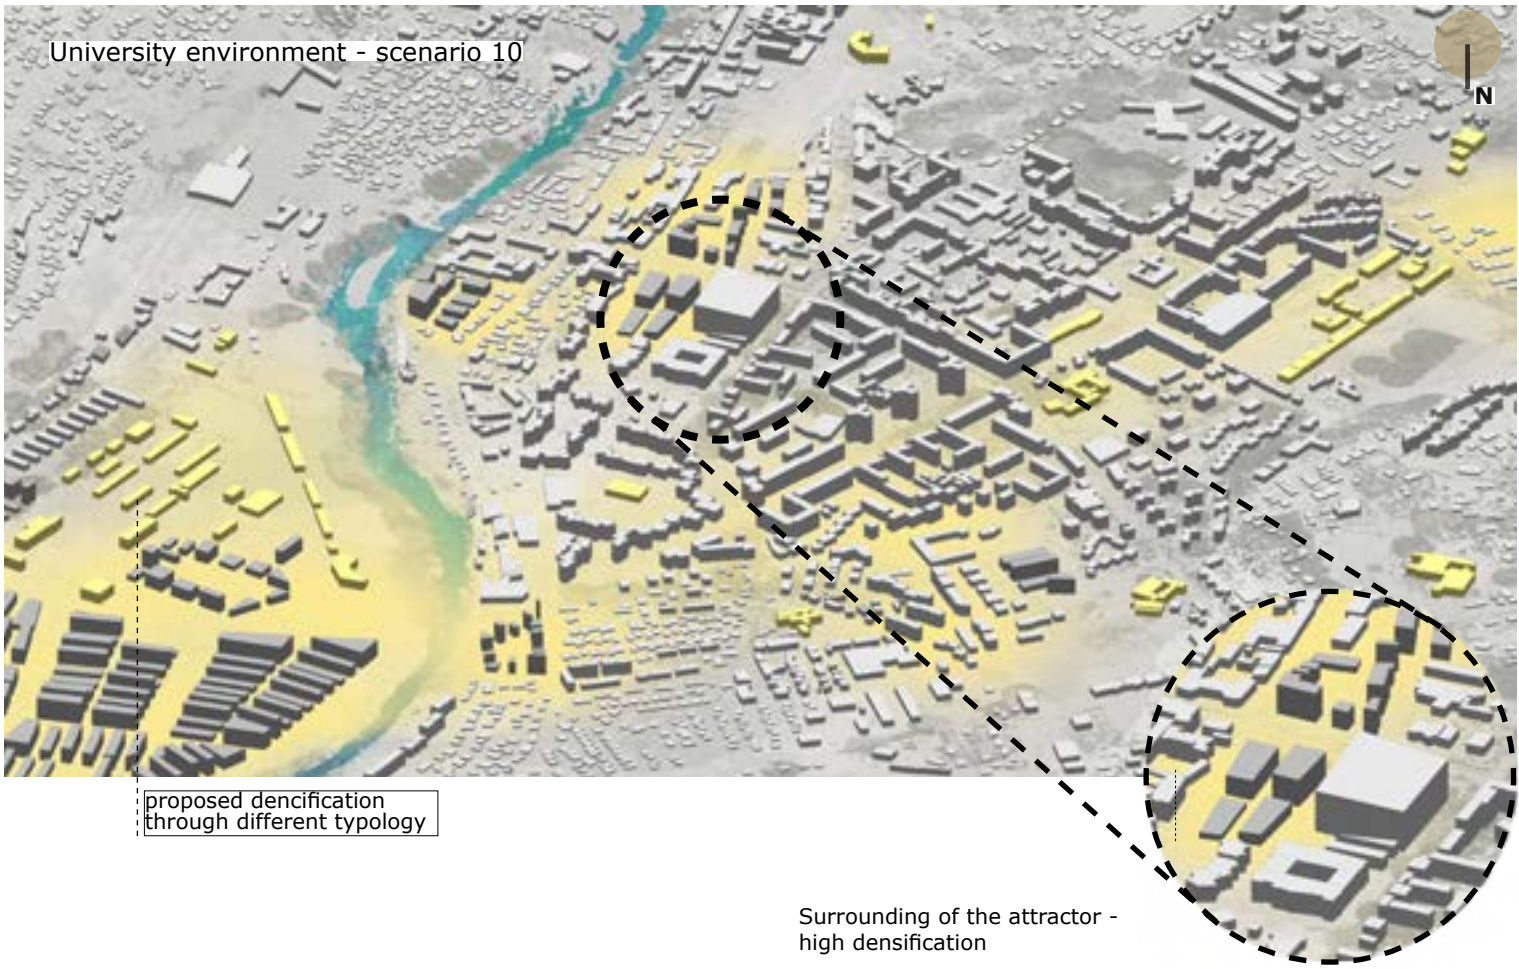 University environment - scenario 10
N
proposed dencification
through different typology
Surrounding of the attractor -
high densification